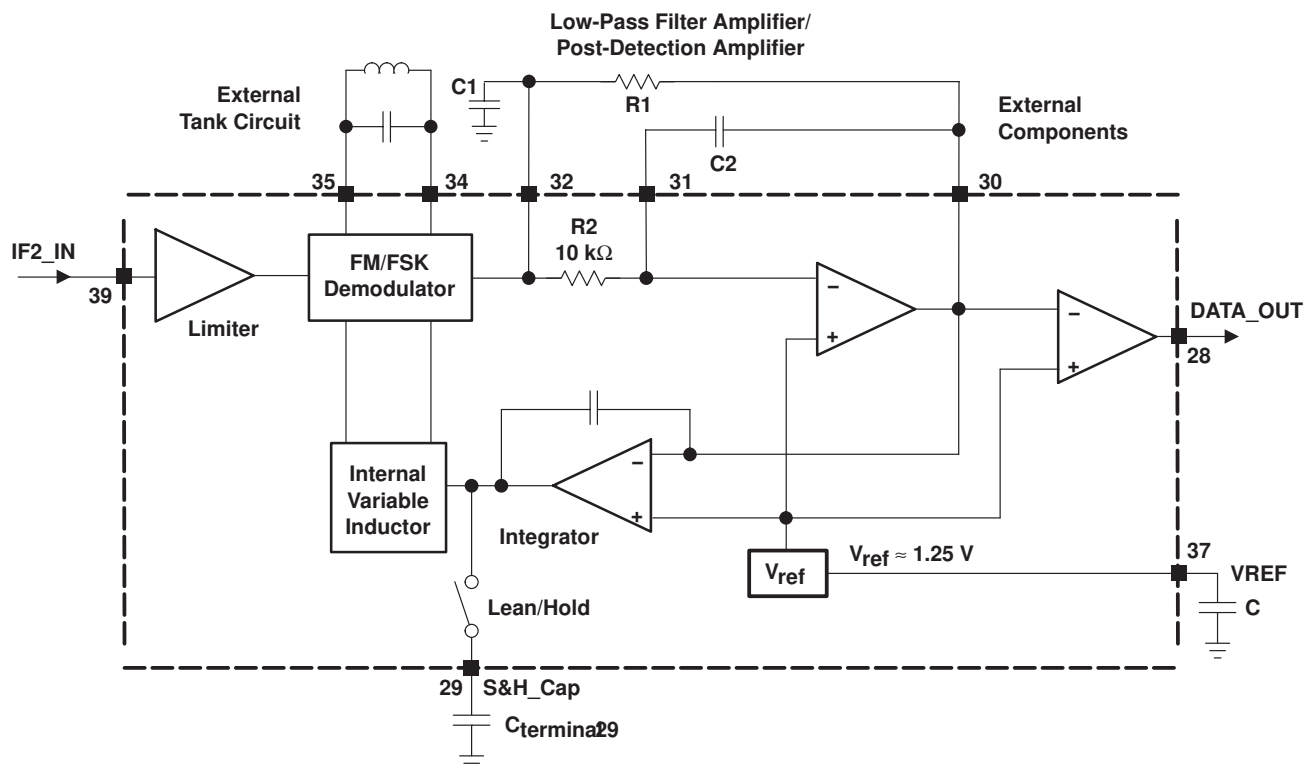 Low-Pass Filter Amplifier/
Post-Detection Amplifier
External
Tank Circuit
C1
R1
C2
External
Components
35
34
32
31
30
IF2_IN
39
Limiter
FM/FSK
Demodulator
R2
10 kΩ
−
+
−
+
DATA_OUT
28
Internal
Variable
Inductor
−
+
Integrator
Vref
Vref ≈ 1.25 V
37
VREF
C
Lean/Hold
29
S&H_Cap
Cterminal29